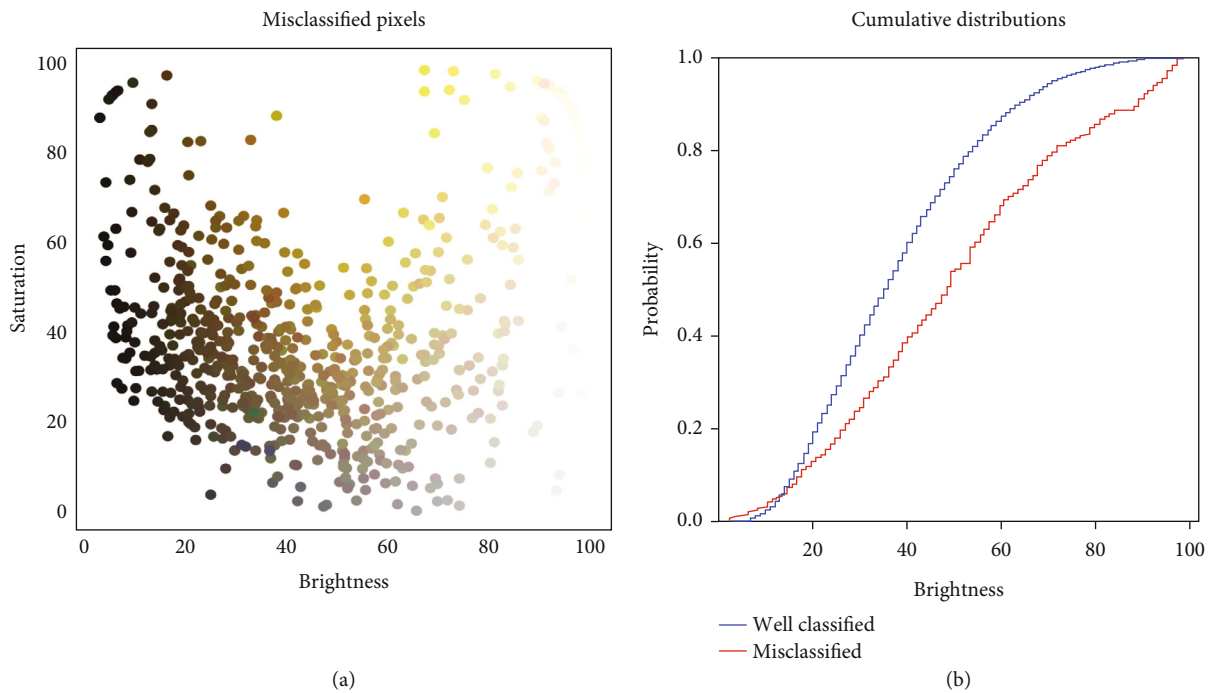 Misclassified pixels
100
80
60
40
20
0
Saturation
0 20 40 60 80 100
Brightness
(a)
Cumulative distributions
1.0
0.8
0.6
0.4
0.2
0.0
Probability
20 40 60 80 100
Brightness
Well classified
Misclassified
(b)